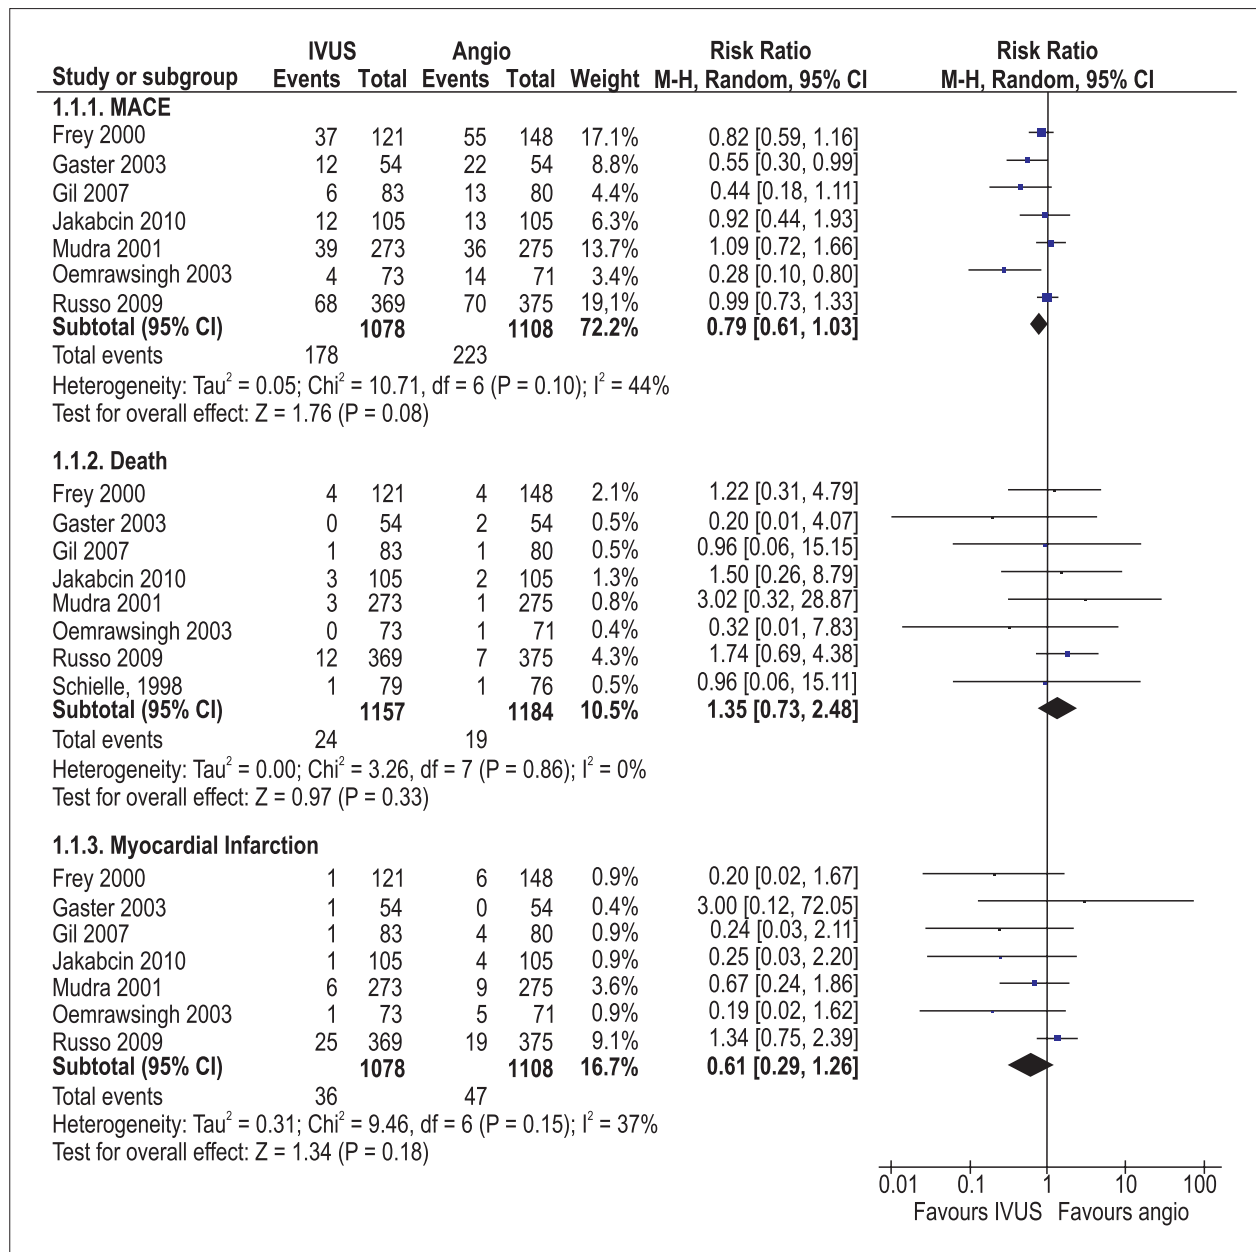 IVUS Angio Risk Ratio Risk Ratio
Study or subgroup Events Total Events Total Weight M-H, Random, 95% CI M-H, Random, 95% CI
1.1.1. MACE
Frey 2000 37 121 55 148 17.1% 0.82 [0.59, 1.16]
Gaster 2003 12 54 22 54 8.8% 0.55 [0.30, 0.99]
Gil 2007 6 83 13 80 4.4% 0.44 [0.18, 1.11]
Jakabcin 2010 12 105 13 105 6.3% 0.92 [0.44, 1.93]
Mudra 2001 39 273 36 275 13.7% 1.09 [0.72, 1.66]
Oemrawsingh 2003 4 73 14 71 3.4% 0.28 [0.10, 0.80]
Russo 2009 68 369 70 375 19,1% 0.99 [0.73, 1.33]
Subtotal (95% CI) 1078 1108 72.2% 0.79 [0.61, 1.03]
Total events 178 223
Heterogeneity: Tau² = 0.05; Chi² = 10.71, df = 6 (P = 0.10); I² = 44%
Test for overall effect: Z = 1.76 (P = 0.08)
1.1.2. Death
Frey 2000 4 121 4 148 2.1% 1.22 [0.31, 4.79]
Gaster 2003 0 54 2 54 0.5% 0.20 [0.01, 4.07]
Gil 2007 1 83 1 80 0.5% 0.96 [0.06, 15.15]
Jakabcin 2010 3 105 2 105 1.3% 1.50 [0.26, 8.79]
Mudra 2001 3 273 1 275 0.8% 3.02 [0.32, 28.87]
Oemrawsingh 2003 0 73 1 71 0.4% 0.32 [0.01, 7.83]
Russo 2009 12 369 7 375 4.3% 1.74 [0.69, 4.38]
Schielle, 1998 1 79 1 76 0.5% 0.96 [0.06, 15.11]
Subtotal (95% CI) 1157 1184 10.5% 1.35 [0.73, 2.48]
Total events 24 19
Heterogeneity: Tau² = 0.00; Chi² = 3.26, df = 7 (P = 0.86); I² = 0%
Test for overall effect: Z = 0.97 (P = 0.33)
1.1.3. Myocardial Infarction
Frey 2000 1 121 6 148 0.9% 0.20 [0.02, 1.67]
Gaster 2003 1 54 0 54 0.4% 3.00 [0.12, 72.05]
Gil 2007 1 83 4 80 0.9% 0.24 [0.03, 2.11]
Jakabcin 2010 1 105 4 105 0.9% 0.25 [0.03, 2.20]
Mudra 2001 6 273 9 275 3.6% 0.67 [0.24, 1.86]
Oemrawsingh 2003 1 73 5 71 0.9% 0.19 [0.02, 1.62]
Russo 2009 25 369 19 375 9.1% 1.34 [0.75, 2.39]
Subtotal (95% CI) 1078 1108 16.7% 0.61 [0.29, 1.26]
Total events 36 47
Heterogeneity: Tau² = 0.31; Chi² = 9.46, df = 6 (P = 0.15); I² = 37%
Test for overall effect: Z = 1.34 (P = 0.18)
0.01 0.1 1 10 100
Favours IVUS Favours angio